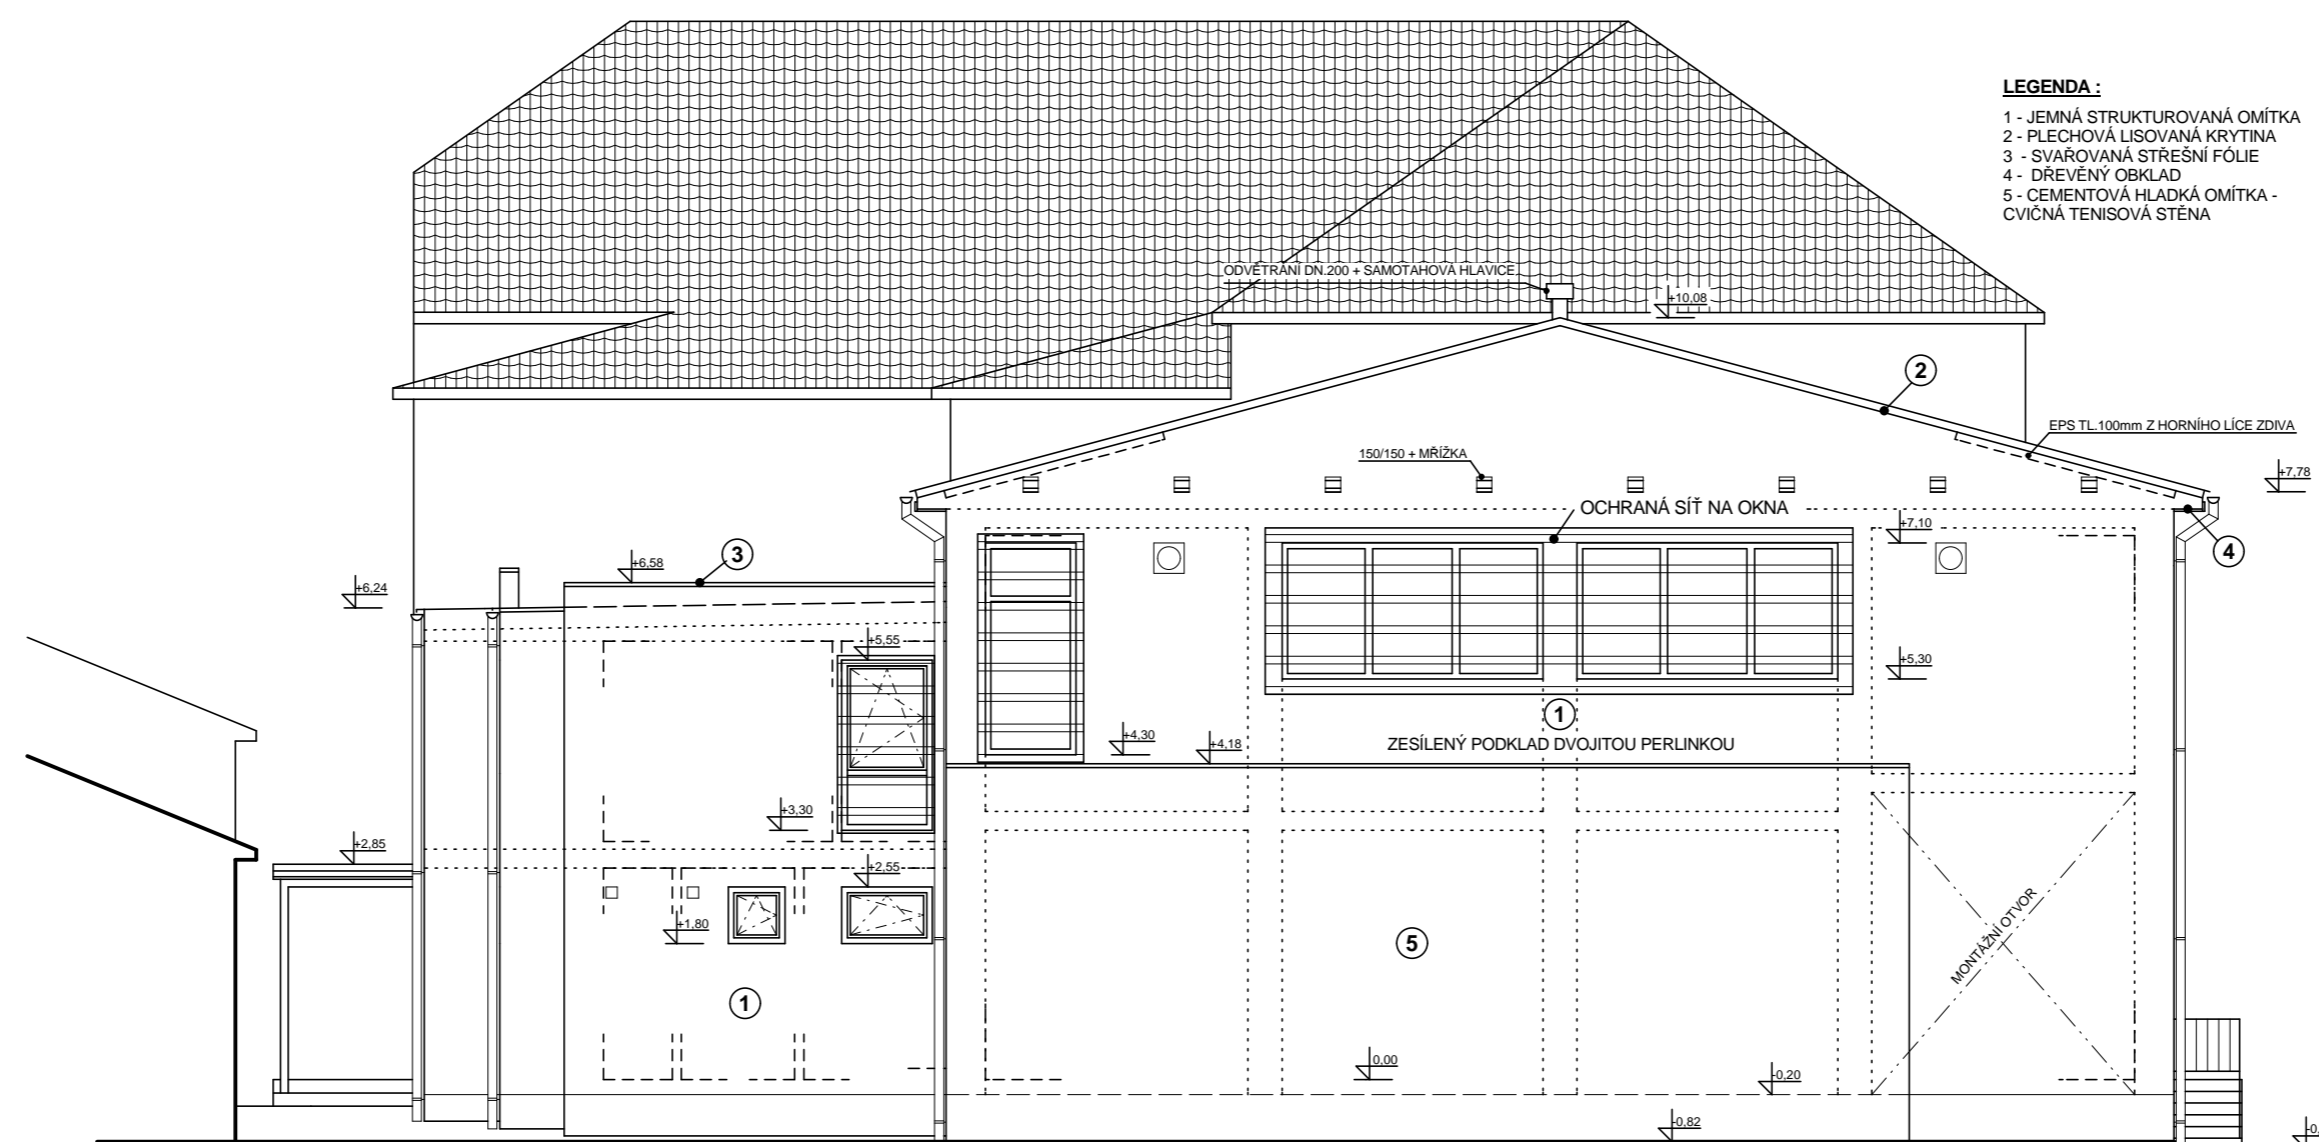 LEGENDA :
1 - JEMNÁ STRUKTUROVANÁ OMÍTKA
2 - PLECHOVÁ LISOVANÁ KRYTINA
3 - SVAŘOVANÁ STŘEŠNÍ FÓLIE
4 - DŘEVĚNÝ OBKLAD
5 - CEMENTOVÁ HLADKÁ OMÍTKA -
CVIČNÁ TENISOVÁ STĚNA
ODVĚTRÁNÍ DN.200 + SAMOTAHOVÁ HLAVICE
+10,08
2
EPS TL.100mm Z HORNÍHO LÍCE ZDIVA
150/150 + MŘÍŽKA
+7,78
OCHRANÁ SÍŤ NA OKNA
+7,10
3
4
+6,58
+6,24
+5,55
+5,30
1
+4,30
+4,18
ZESÍLENÝ PODKLAD DVOJITOU PERLINKOU
+3,30
+2,85
+2,55
+1,80
5
MONTÁŽNÍ OTVOR
1
0,00
-0,20
-0,82